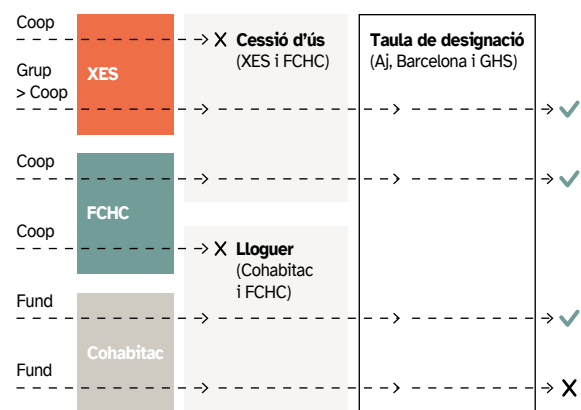 Coop
Grup
> Coop
XES
Cessió d’ús
(XES i FCHC)
Taula de designació
(Aj, Barcelona i GHS)
Coop
FCHC
Coop
Lloguer
(Cohabitac
i FCHC)
Fund
Cohabitac
Fund